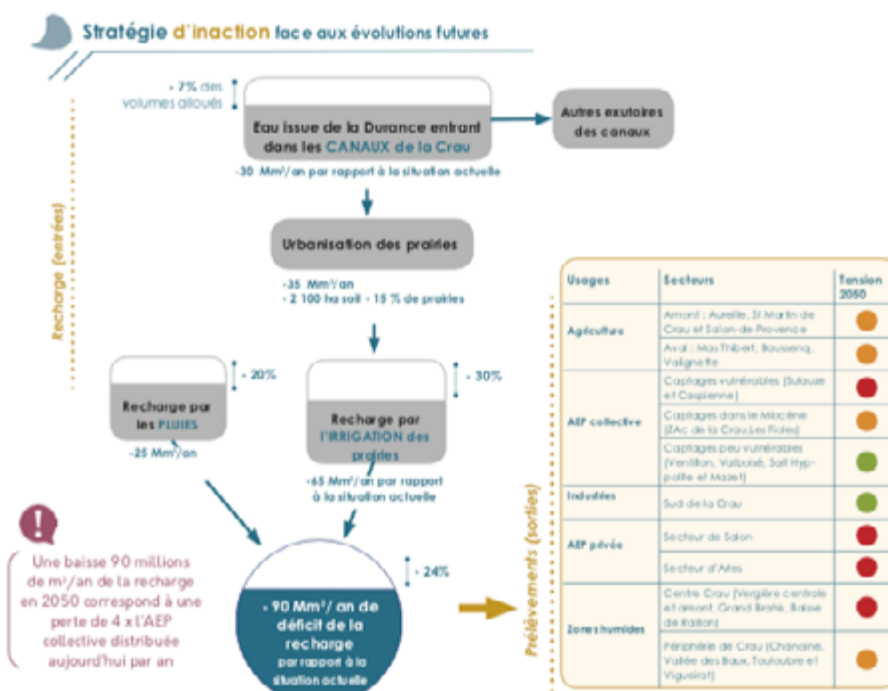 Stratégie d'inaction face aux évolutions futures
- 7% des
volumes alloués
Eau issue de la Durance entrant
dans les CANAUX de la Crau
Autres exutoires
des canaux
-30 Mm³/an par rapport à la situation actuelle
Recharge (entrées)
Urbanisation des prairies
-35 Mm³/an
- 2 100 ha soit - 15 % de prairies
- 20%
Recharge par
les PLUIES
-25 Mm³/an
- 30%
Recharge par
l'IRRIGATION des
prairies
-65 Mm³/an par rapport
à la situation actuelle
!
Une baisse 90 millions
de m³/an de la recharge
en 2050 correspond à une
perte de 4 x l'AEP
collective distribuée
aujourd'hui par an
- 24%
- 90 Mm³/ an de
déficit de la
recharge
par rapport à la
situation actuelle
Prélèvements (sorties)
Usages Secteurs Tension
2050
Agriculture
Amont : Aureille, St Martin de
Crau et Salon-de-Provence
Aval : Mas Thibert, Boussenq,
Valignette
AEP collective
Captages vulnérables (Sulauze
et Caspienne)
Captages dans le Miocène
(ZAc de la Crau, Les Fioles)
Captages peu vulnérables
(Ventillon, Valboisé, Sait Hyp-
polite et Mazet)
Industries
Sud de la Crau
AEP privée
Secteur de Salon
Secteur d'Arles
Zones humides
Centre Crau (Vergière centrale
et amont, Grand Brahis, Baisse
de Raillon)
Périphérie de Crau (Chanoine,
Vallée des Baux, Touloubre et
Vigueirat)